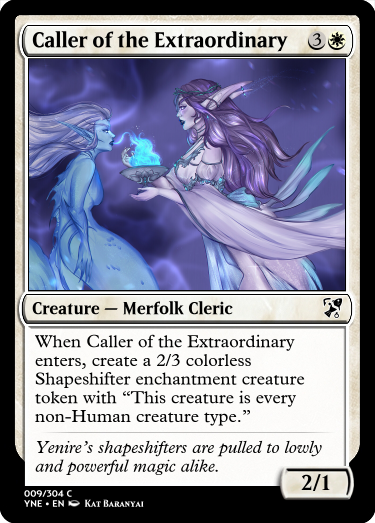 Caller of the Extraordinary 3
Creature — Merfolk Cleric
When Caller of the Extraordinary
enters, create a 2/3 colorless
Shapeshifter enchantment creature
token with “This creature is every
non-Human creature type.”
Yenire's shapeshifters are pulled to lowly
and powerful magic alike.
2/1
009/304 C
YNE • EN Kat Baranyai